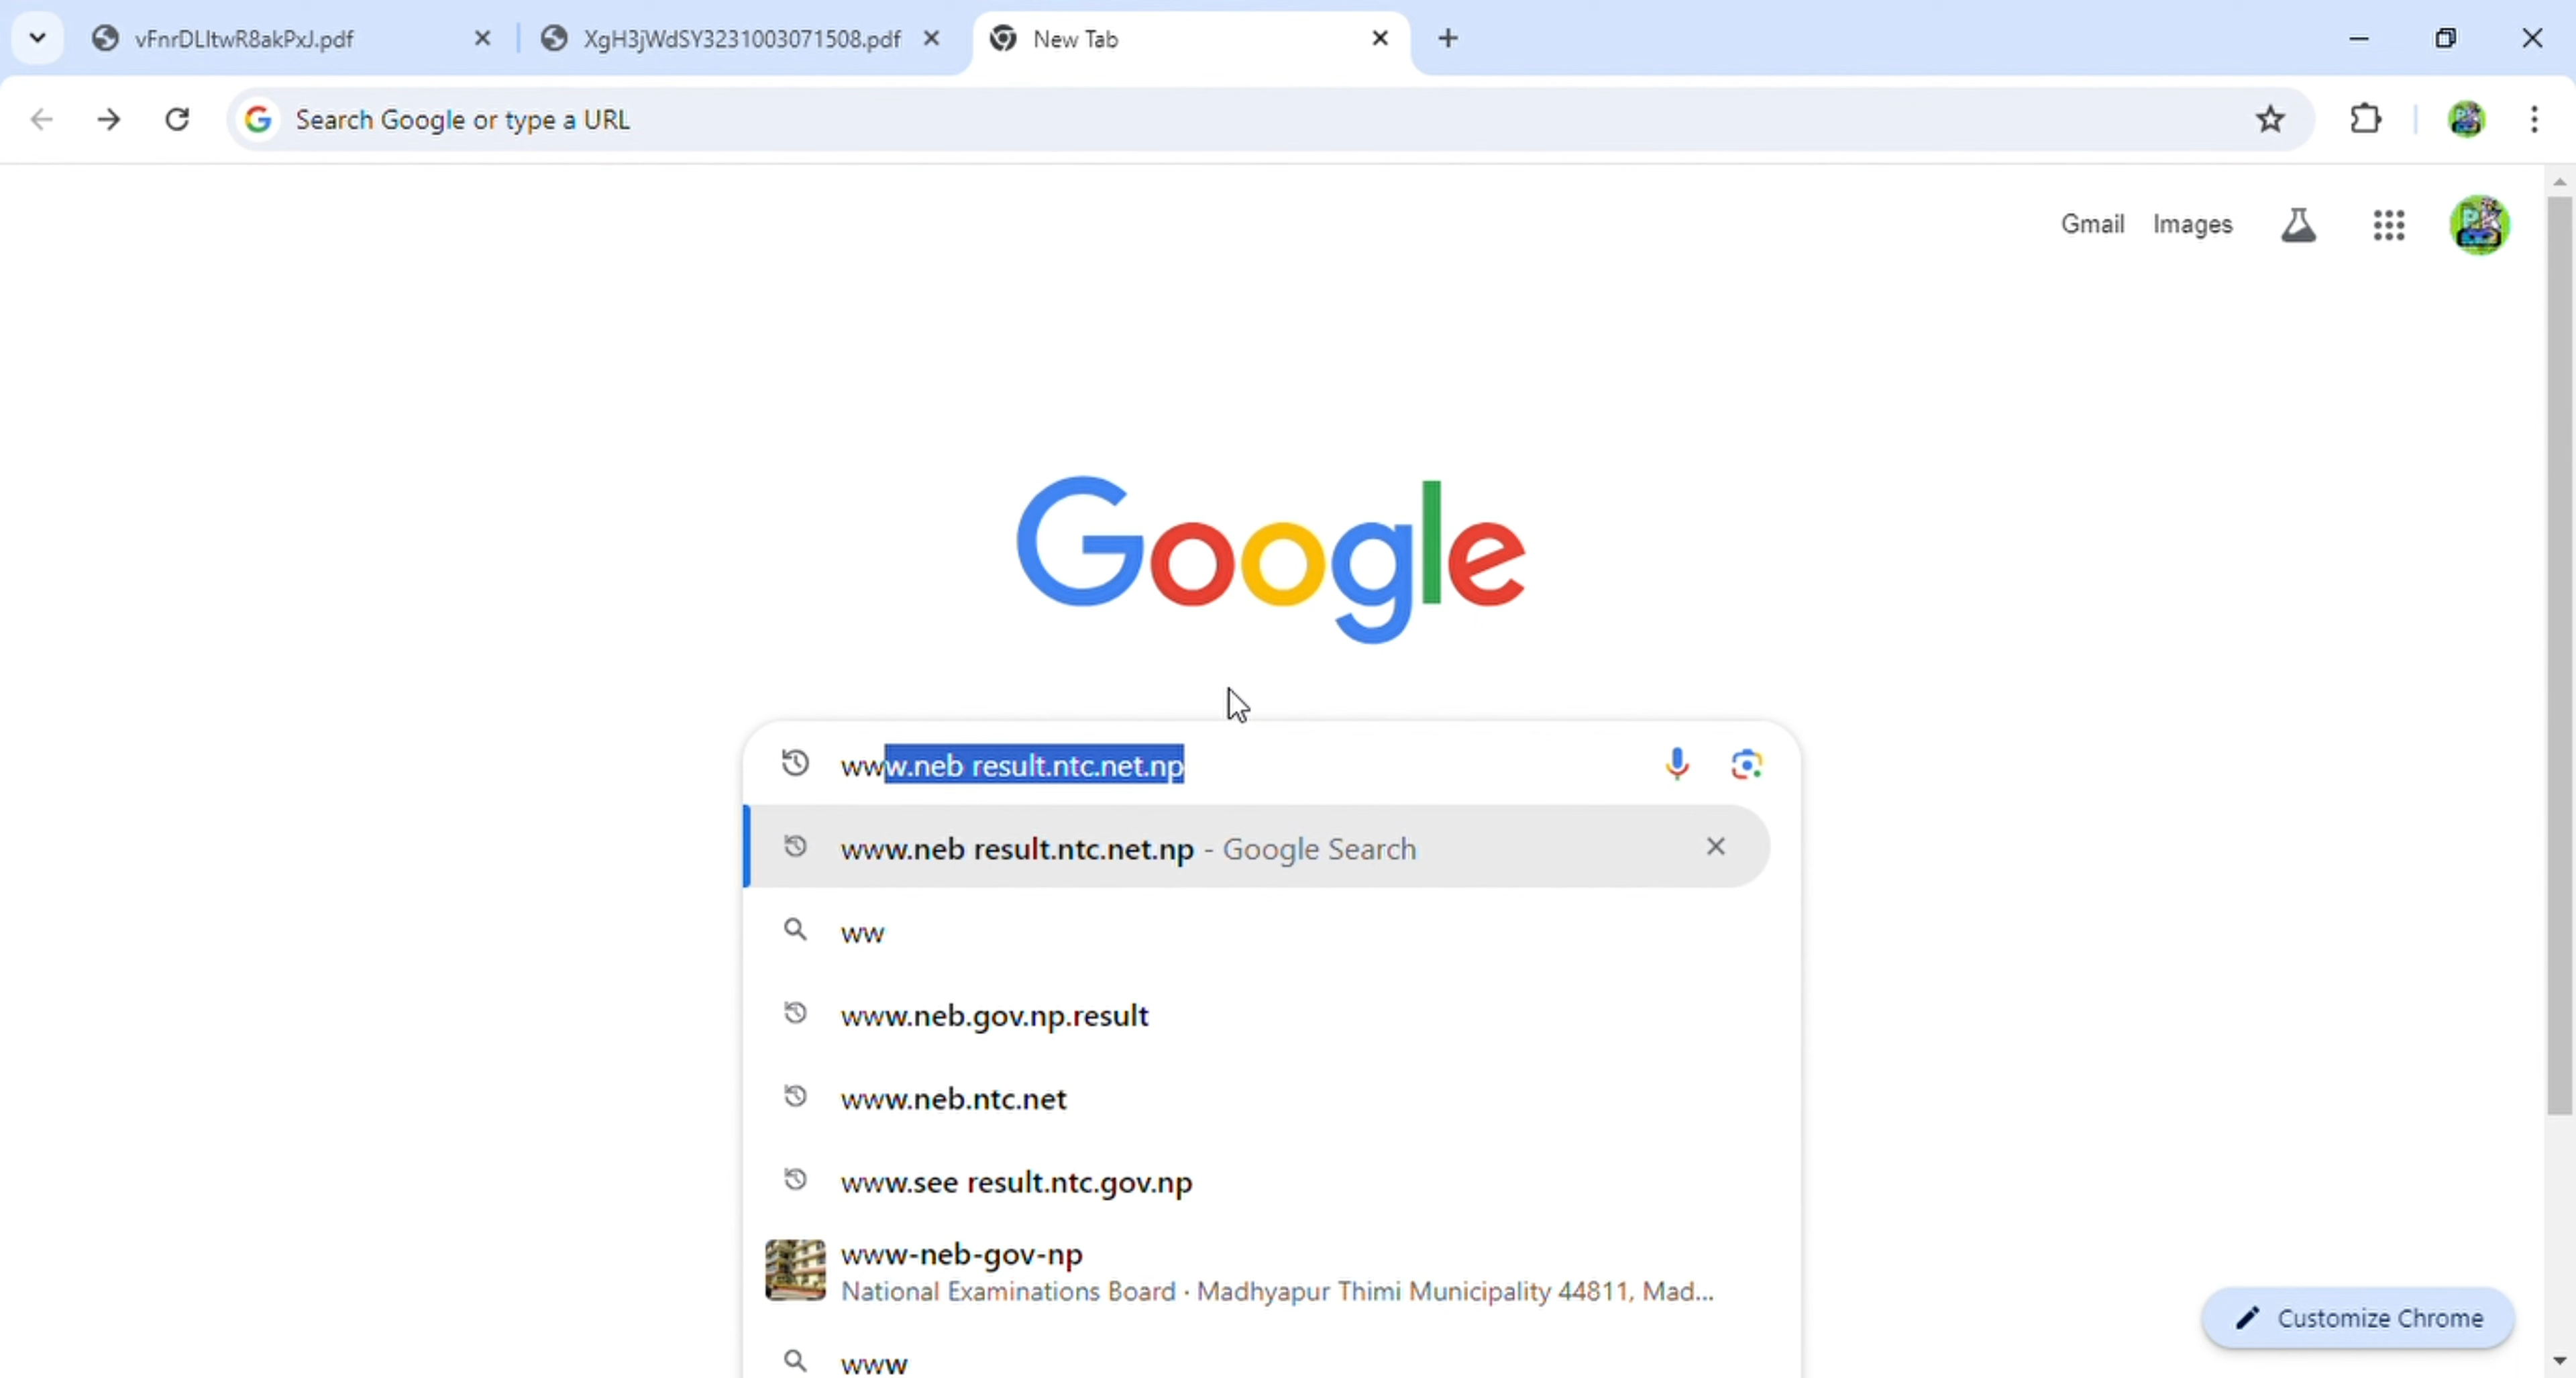 vFnrDLltwR8akPxJ.pdf
XgH3jWdSY3231003071508.pdf
New Tab
Search Google or type a URL
Gmail
Images
Google
www.neb result.ntc.net.np
www.neb result.ntc.net.np - Google Search
ww
www.neb.gov.np.result
www.neb.ntc.net
www.see result.ntc.gov.np
www-neb-gov-np
National Examinations Board · Madhyapur Thimi Municipality 44811, Mad...
Customize Chrome
www